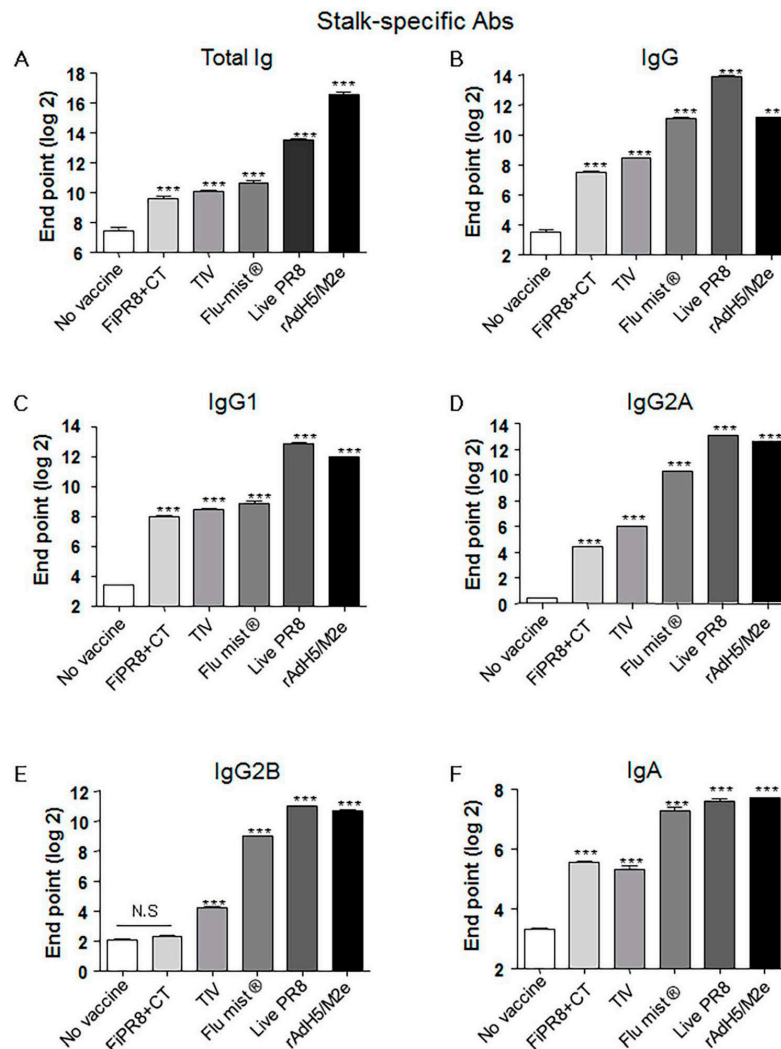 Stalk-specific Abs
A
Total Ig
End point (log 2)
18
16
14
12
10
8
6
***
***
***
***
***
No vaccine
FiPR8+CT
TIV
Flu-mist®
Live PR8
rAdH5/M2e
B
IgG
End point (log 2)
14
12
10
8
6
4
2
***
***
***
***
**
No vaccine
FiPR8+CT
TIV
Flu mist®
Live PR8
rAdH5/M2e
C
IgG1
End point (log 2)
14
12
10
8
6
4
2
***
***
***
***
***
No vaccine
FiPR8+CT
TIV
Flu mist®
Live PR8
rAdH5/M2e
D
IgG2A
End point (log 2)
14
12
10
8
6
4
2
0
***
***
***
***
***
No vaccine
FiPR8+CT
TIV
Flu mist®
Live PR8
rAdH5/M2e
E
IgG2B
End point (log 2)
12
10
8
6
4
2
0
N.S
***
***
***
***
No vaccine
FiPR8+CT
TIV
Flu mist®
Live PR8
rAdH5/M2e
F
IgA
End point (log 2)
8
6
4
2
***
***
***
***
***
No vaccine
FiPR8+CT
TIV
Flu mist®
Live PR8
rAdH5/M2e